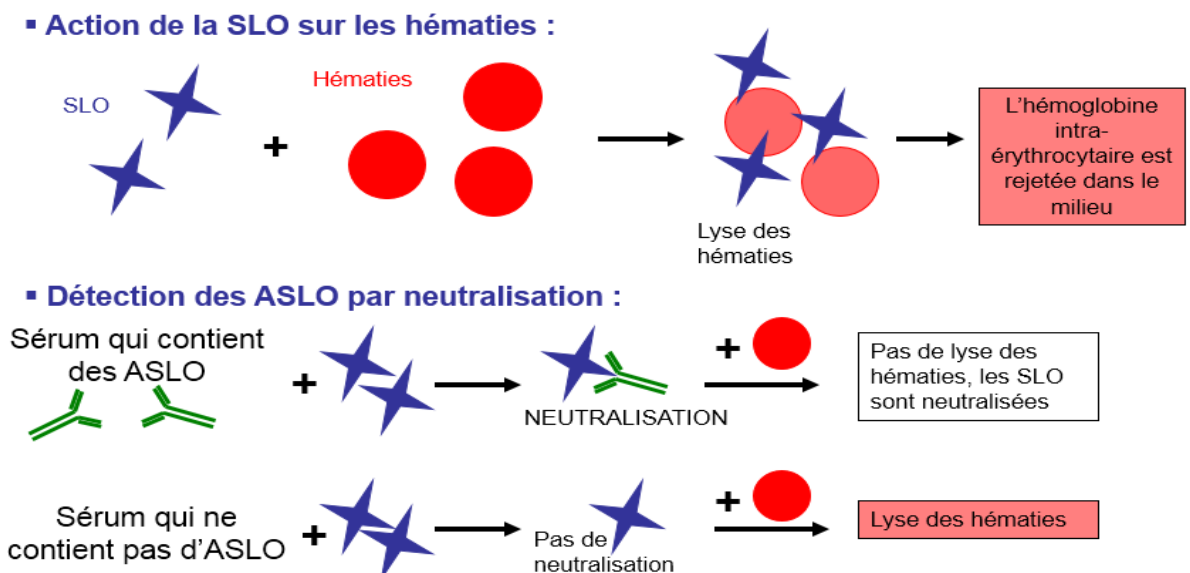 ▪ Action de la SLO sur les hématies :
SLO
+
Hématies
Lyse des
hématies
L'hémoglobine
intra-
érythrocytaire est
rejetée dans le
milieu
▪ Détection des ASLO par neutralisation :
Sérum qui contient
des ASLO
+
NEUTRALISATION
+
Pas de lyse des
hématies, les SLO
sont neutralisées
Sérum qui ne
contient pas d'ASLO
+
Pas de
neutralisation
+
Lyse des hématies